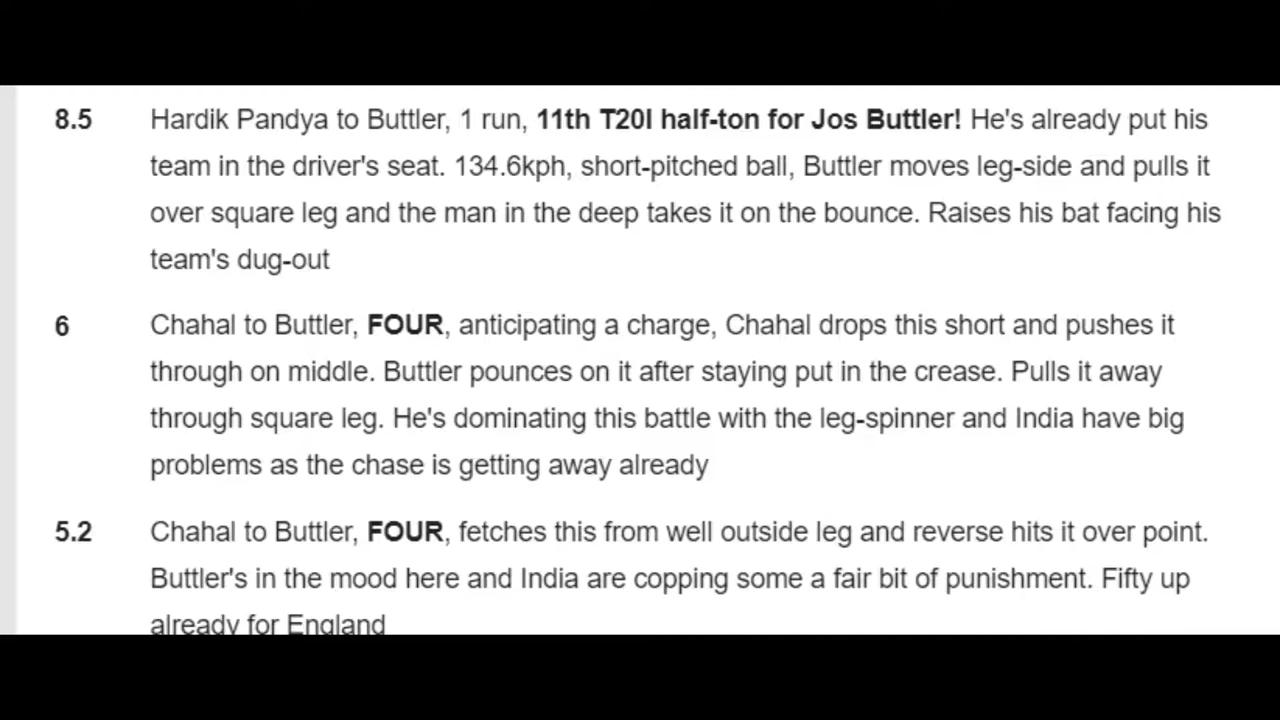 8.5 Hardik Pandya to Buttler, 1 run, 11th T20I half-ton for Jos Buttler! He's already put his
team in the driver's seat. 134.6kph, short-pitched ball, Buttler moves leg-side and pulls it
over square leg and the man in the deep takes it on the bounce. Raises his bat facing his
team's dug-out
6 Chahal to Buttler, FOUR, anticipating a charge, Chahal drops this short and pushes it
through on middle. Buttler pounces on it after staying put in the crease. Pulls it away
through square leg. He's dominating this battle with the leg-spinner and India have big
problems as the chase is getting away already
5.2 Chahal to Buttler, FOUR, fetches this from well outside leg and reverse hits it over point.
Buttler's in the mood here and India are copping some a fair bit of punishment. Fifty up
already for England